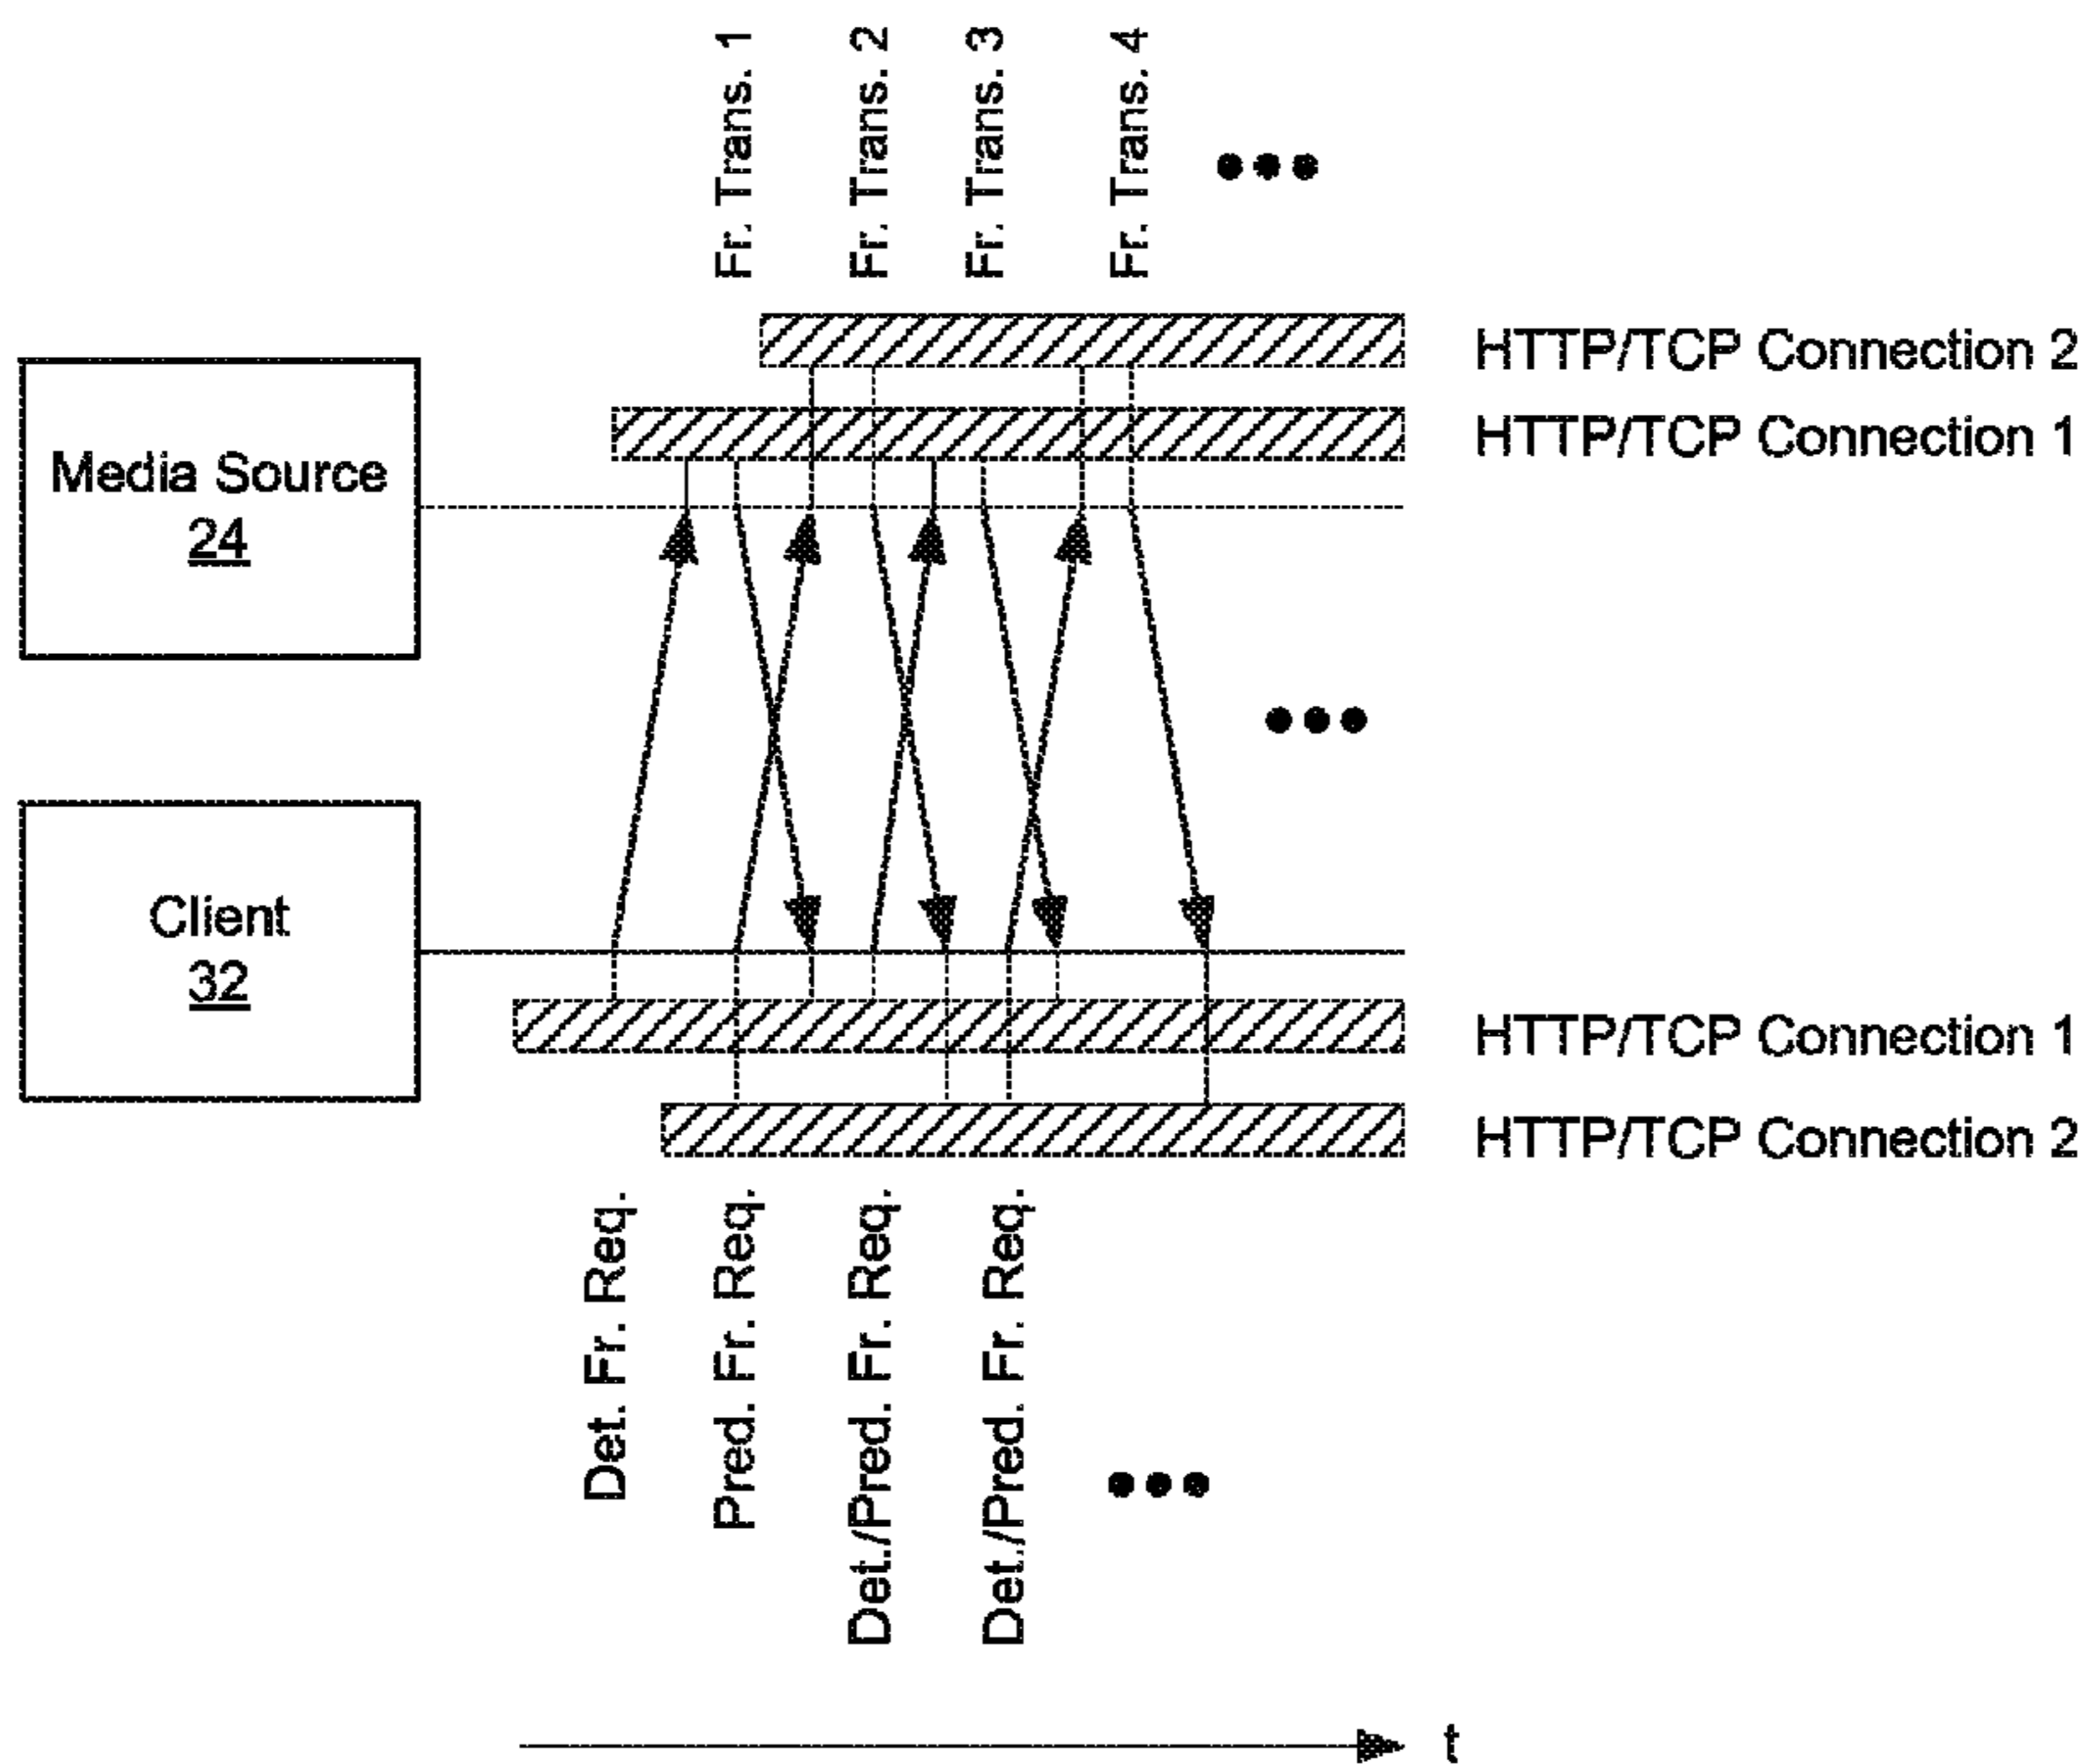 Fr. Trans. 1
Fr. Trans. 2
Fr. Trans. 3
Fr. Trans. 4
HTTP/TCP Connection 2
HTTP/TCP Connection 1
Media Source
24
Client
32
HTTP/TCP Connection 1
HTTP/TCP Connection 2
Det. Fr. Req.
Pred. Fr. Req.
Det./Pred. Fr. Req.
Det./Pred. Fr. Req.
t